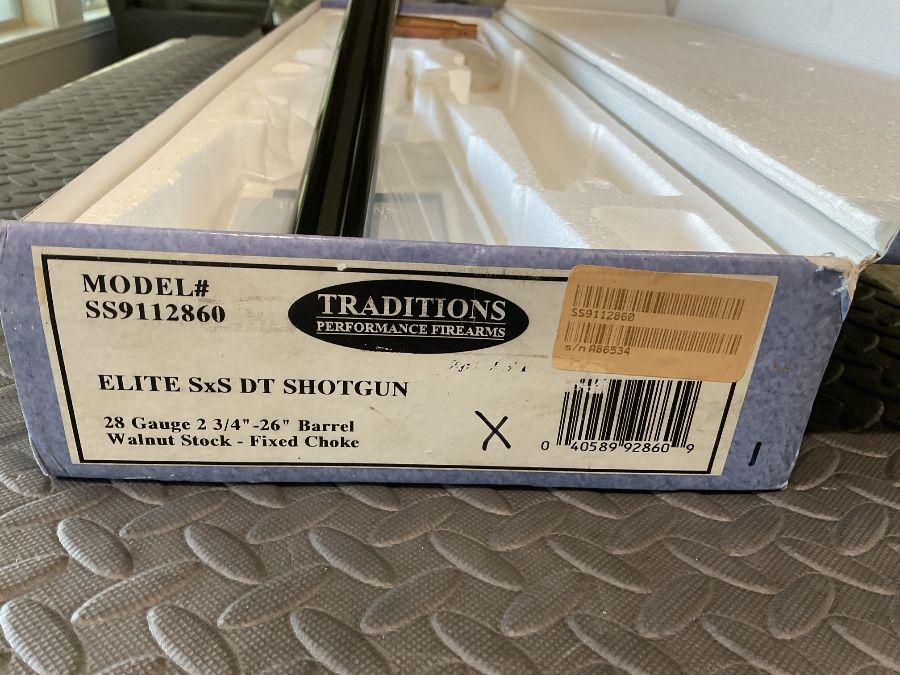 MODEL#
SS9112860
TRADITIONS
PERFORMANCE FIREARMS
SS9112860
s/n A86534
ELITE SxS DT SHOTGUN
28 Gauge 2 3/4"-26" Barrel
Walnut Stock - Fixed Choke
X
0 40589 92860 9
1